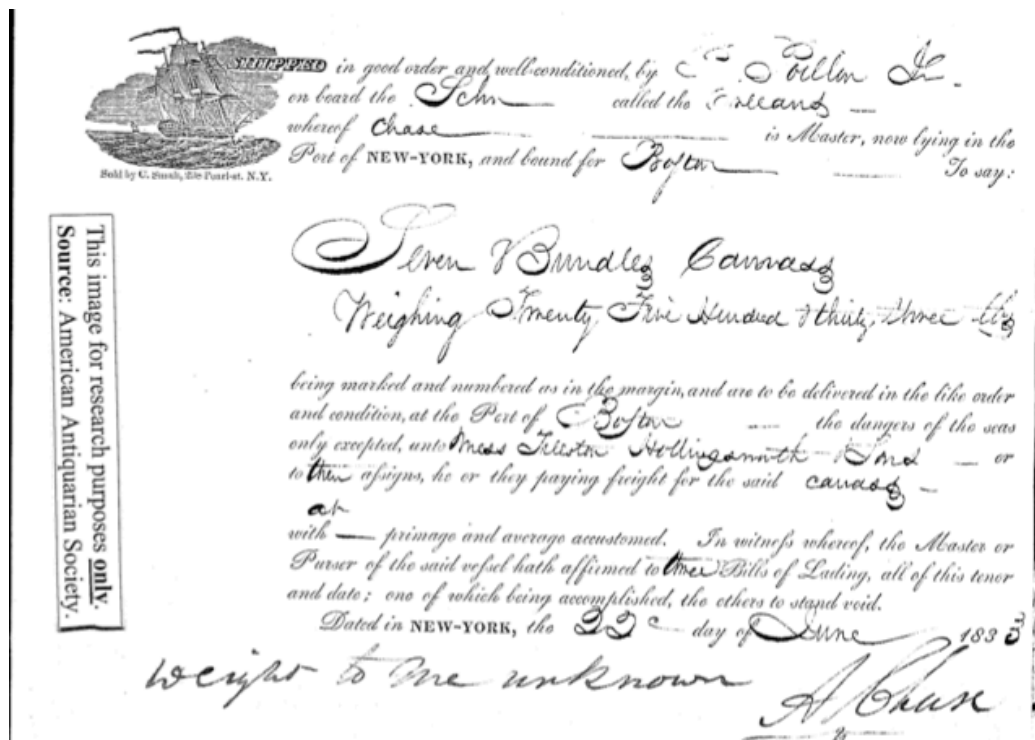 SHIPPED in good order and well-conditioned, by Poillon Jr
on board the Schr called the
whereof Chase is Master, now lying in the
Port of NEW-YORK, and bound for Boston To say:
Sold by C. Smith, Pearl-st. N.Y.
Seven Bundles Canvass
Weighing Twenty Five Hundred & thirty three lbs
being marked and numbered as in the margin, and are to be delivered in the like order
and condition, at the Port of Boston the dangers of the seas
only excepted, unto Mess Tileston Hollingsworth & Sons or
to their assigns, he or they paying freight for the said canvass
at
with primage and average accustomed. In witness whereof, the Master or
Purser of the said vessel hath affirmed to three Bills of Lading, all of this tenor
and date; one of which being accomplished, the others to stand void.
Dated in NEW-YORK, the 22d day of June 183
weight to me unknown
A Chase
This image for research purposes only.
Source: American Antiquarian Society.